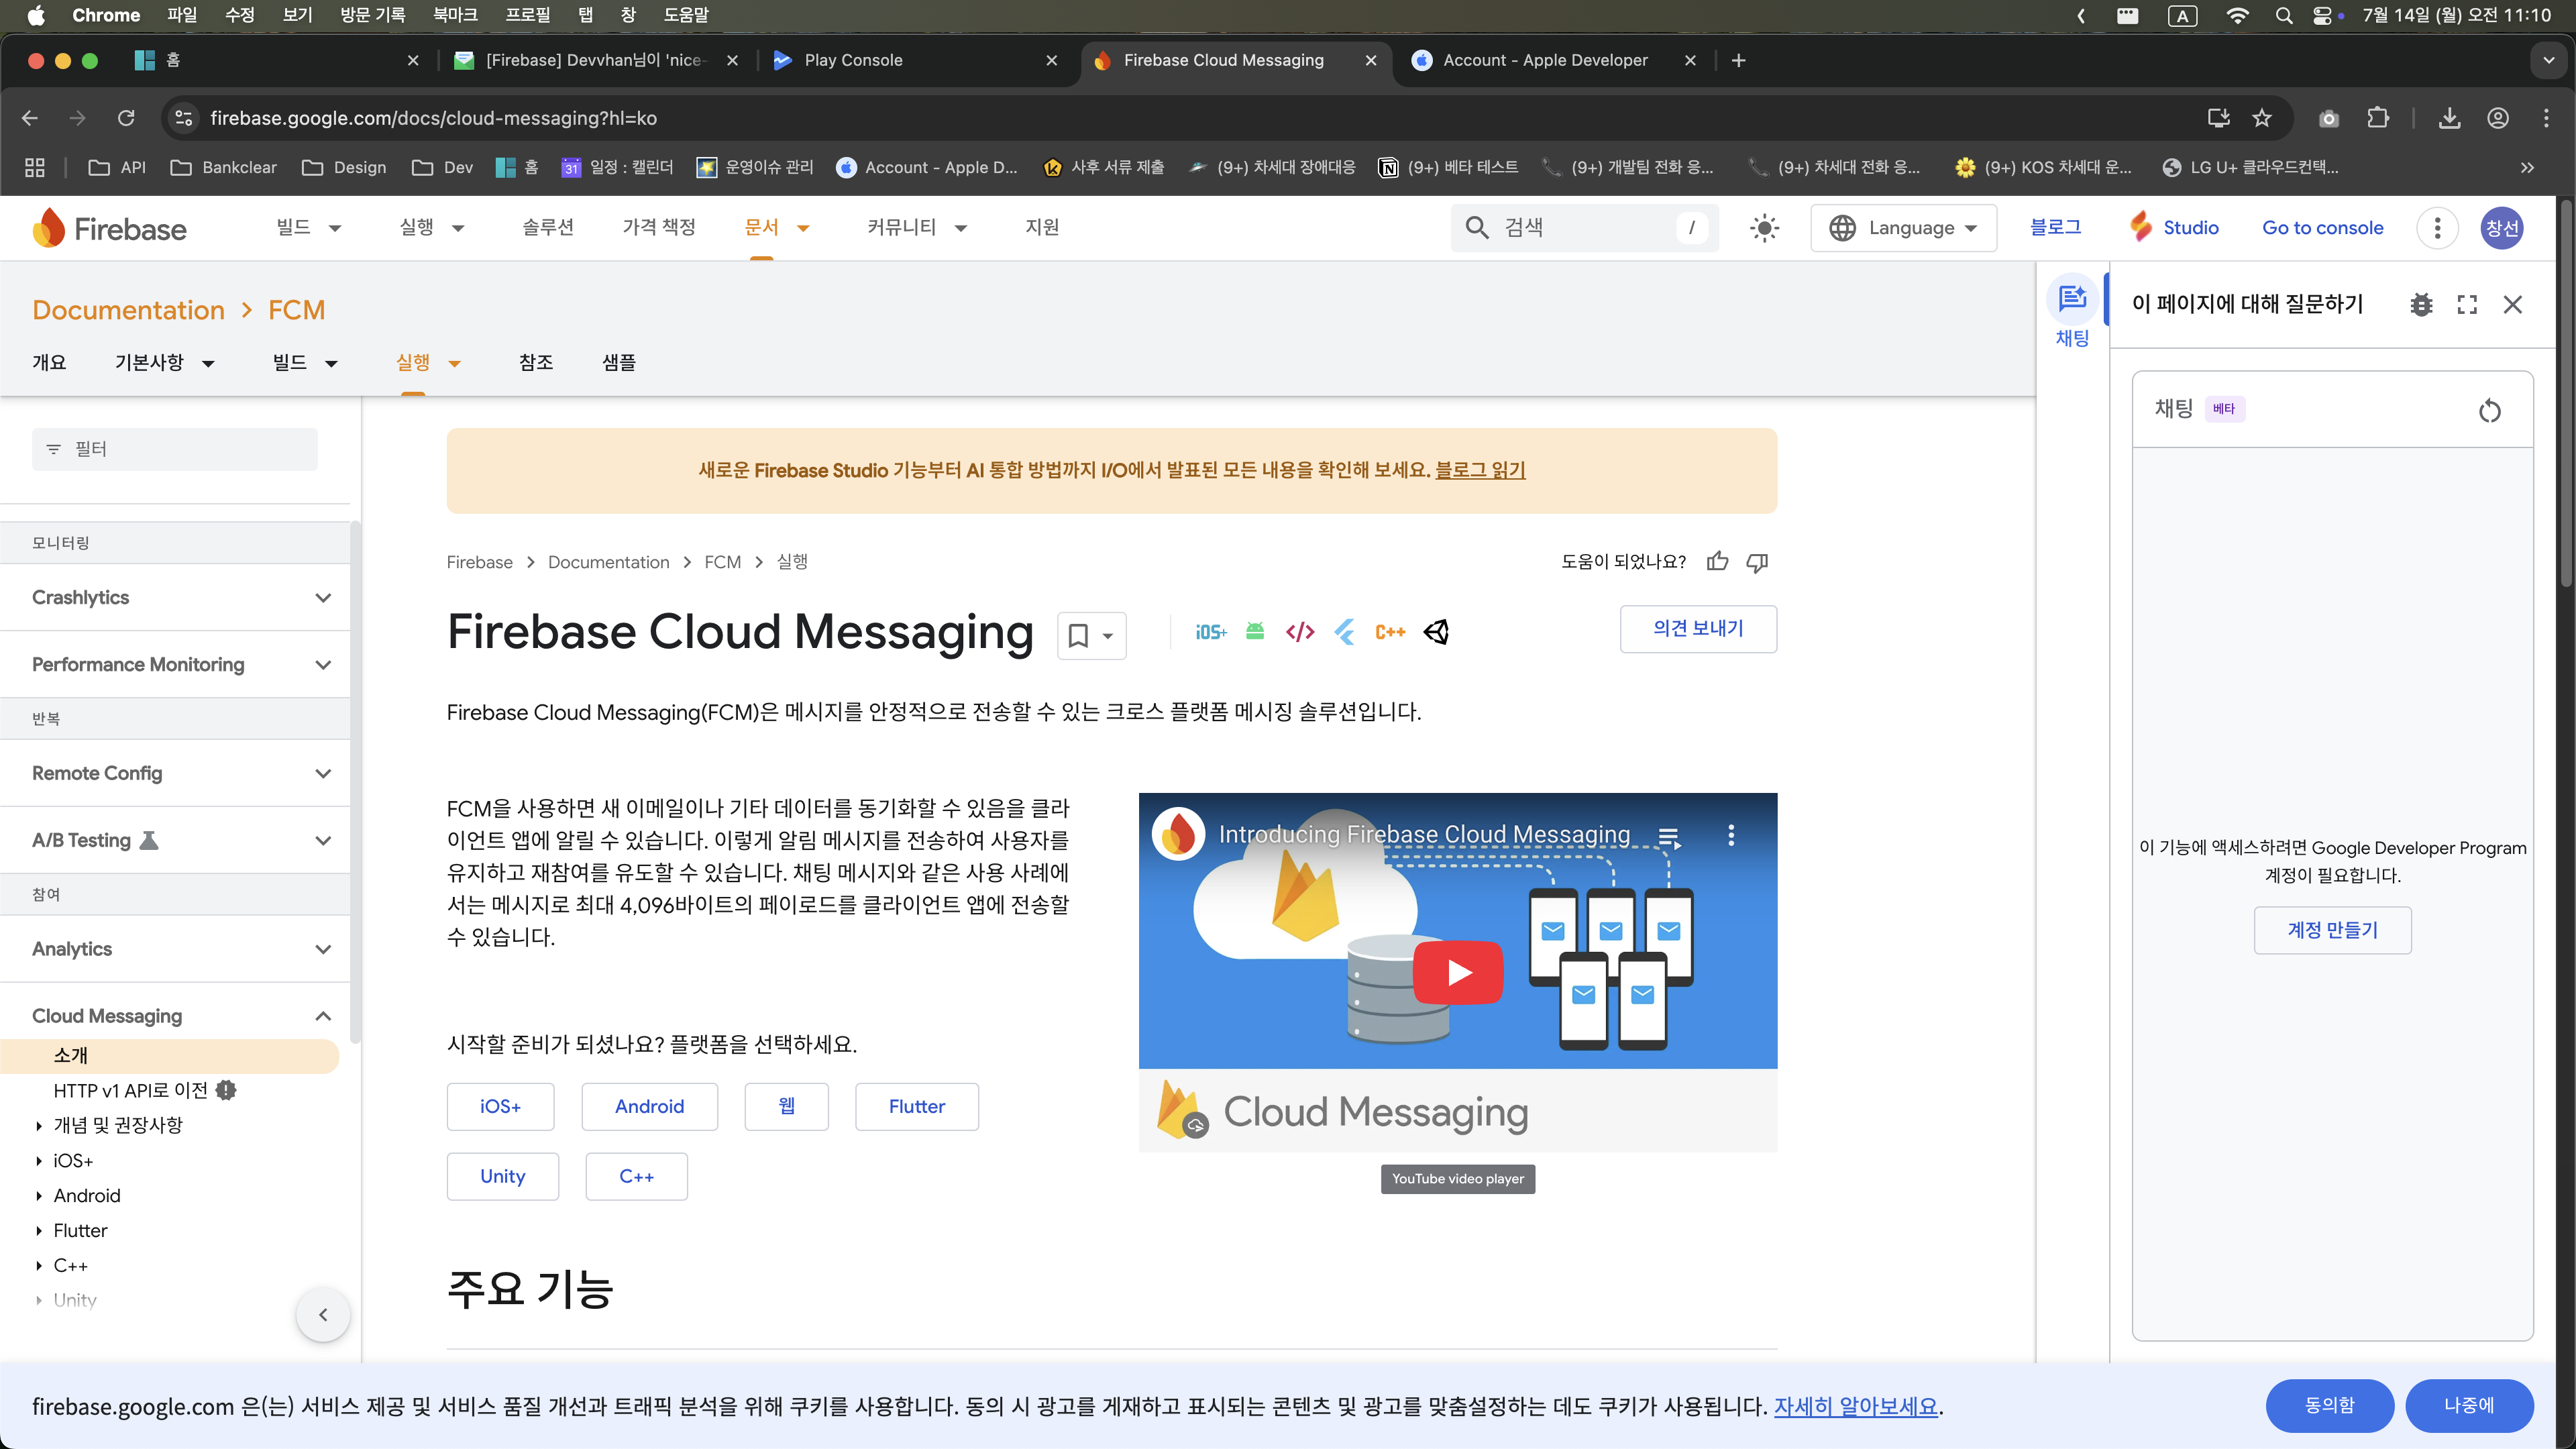 Chrome 파일 수정 보기 방문 기록 북마크 프로필 탭 창 도움말 A 7월 14일 (월) 오전 11:10
홈 [Firebase] Devvhan님이 'nice- Play Console Firebase Cloud Messaging Account - Apple Developer
firebase.google.com/docs/cloud-messaging?hl=ko
API Bankclear Design Dev 홈 31 일정 : 캘린더 운영이슈 관리 Account - Apple D... 사후 서류 제출 (9+) 차세대 장애대응 (9+) 베타 테스트 (9+) 개발팀 전화 응... (9+) 차세대 전화 응... (9+) KOS 차세대 운... LG U+ 클라우드컨택...
Firebase 빌드 실행 솔루션 가격 책정 문서 커뮤니티 지원 검색 / Language 블로그 Studio Go to console 창선
Documentation > FCM
개요 기본사항 빌드 실행 참조 샘플
채팅
이 페이지에 대해 질문하기
채팅 베타
이 기능에 액세스하려면 Google Developer Program
계정이 필요합니다.
계정 만들기
필터
모니터링
Crashlytics
Performance Monitoring
반복
Remote Config
A/B Testing
참여
Analytics
Cloud Messaging
소개
HTTP v1 API로 이전
개념 및 권장사항
iOS+
Android
Flutter
C++
Unity
새로운 Firebase Studio 기능부터 AI 통합 방법까지 I/O에서 발표된 모든 내용을 확인해 보세요. 블로그 읽기
Firebase > Documentation > FCM > 실행
도움이 되었나요?
Firebase Cloud Messaging
iOS+ </> C++
의견 보내기
Firebase Cloud Messaging(FCM)은 메시지를 안정적으로 전송할 수 있는 크로스 플랫폼 메시징 솔루션입니다.
FCM을 사용하면 새 이메일이나 기타 데이터를 동기화할 수 있음을 클라
이언트 앱에 알릴 수 있습니다. 이렇게 알림 메시지를 전송하여 사용자를
유지하고 재참여를 유도할 수 있습니다. 채팅 메시지와 같은 사용 사례에
서는 메시지로 최대 4,096바이트의 페이로드를 클라이언트 앱에 전송할
수 있습니다.
Introducing Firebase Cloud Messaging
Cloud Messaging
YouTube video player
시작할 준비가 되셨나요? 플랫폼을 선택하세요.
iOS+ Android 웹 Flutter
Unity C++
주요 기능
firebase.google.com 은(는) 서비스 제공 및 서비스 품질 개선과 트래픽 분석을 위해 쿠키를 사용합니다. 동의 시 광고를 게재하고 표시되는 콘텐츠 및 광고를 맞춤설정하는 데도 쿠키가 사용됩니다. 자세히 알아보세요.
동의함 나중에